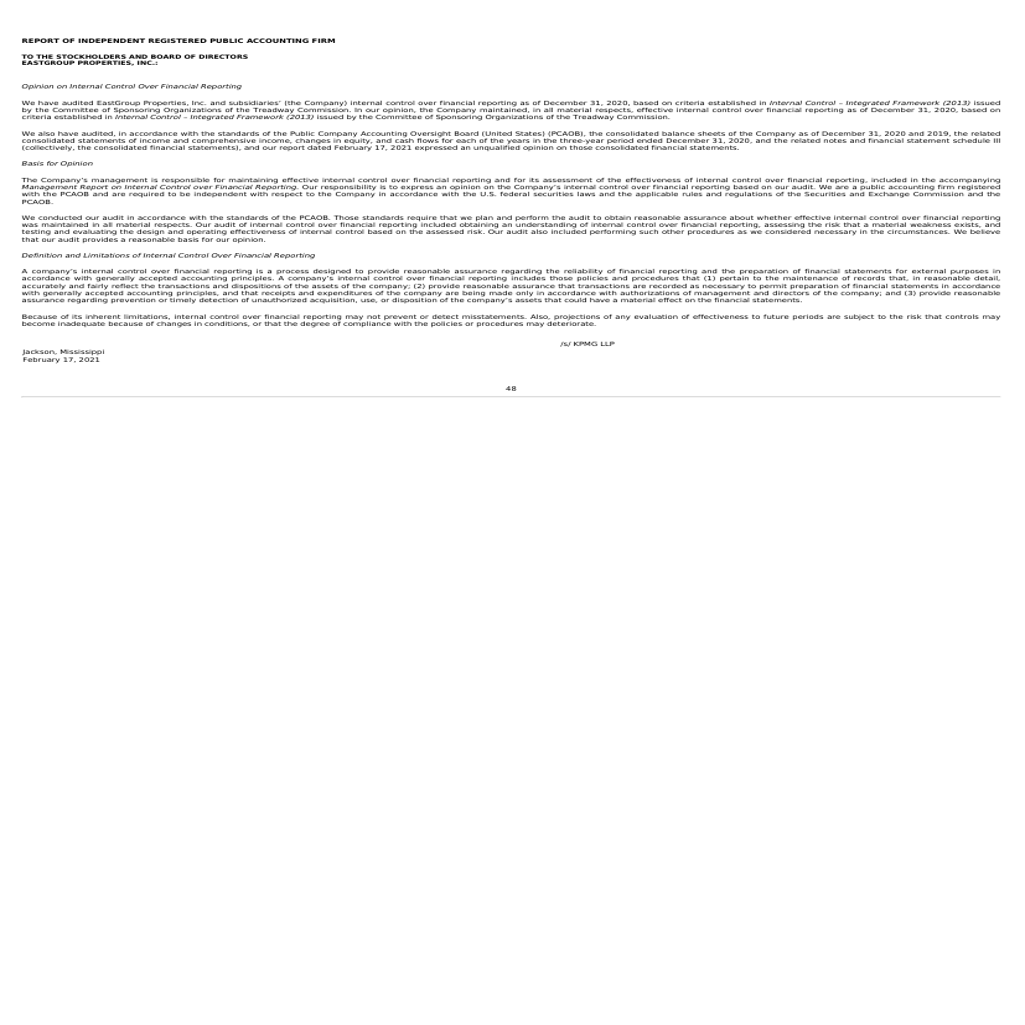 REPORT OF INDEPENDENT REGISTERED PUBLIC ACCOUNTING FIRM
TO THE STOCKHOLDERS AND BOARD OF DIRECTORS
EASTGROUP PROPERTIES, INC.:
Opinion on Internal Control Over Financial Reporting
We have audited EastGroup Properties, Inc. and subsidiaries' (the Company) internal control over financial reporting as of December 31, 2020, based on criteria established in Internal Control – Integrated Framework (2013) issued
by the Committee of Sponsoring Organizations of the Treadway Commission. In our opinion, the Company maintained, in all material respects, effective internal control over financial reporting as of December 31, 2020, based on
criteria established in Internal Control – Integrated Framework (2013) issued by the Committee of Sponsoring Organizations of the Treadway Commission.
We also have audited, in accordance with the standards of the Public Company Accounting Oversight Board (United States) (PCAOB), the consolidated balance sheets of the Company as of December 31, 2020 and 2019, the related
consolidated statements of income and comprehensive income, changes in equity, and cash flows for each of the years in the three-year period ended December 31, 2020, and the related notes and financial statement schedule III
(collectively, the consolidated financial statements), and our report dated February 17, 2021 expressed an unqualified opinion on those consolidated financial statements.
Basis for Opinion
The Company's management is responsible for maintaining effective internal control over financial reporting and for its assessment of the effectiveness of internal control over financial reporting, included in the accompanying
Management Report on Internal Control over Financial Reporting. Our responsibility is to express an opinion on the Company's internal control over financial reporting based on our audit. We are a public accounting firm registered
with the PCAOB and are required to be independent with respect to the Company in accordance with the U.S. federal securities laws and the applicable rules and regulations of the Securities and Exchange Commission and the
PCAOB.
We conducted our audit in accordance with the standards of the PCAOB. Those standards require that we plan and perform the audit to obtain reasonable assurance about whether effective internal control over financial reporting
was maintained in all material respects. Our audit of internal control over financial reporting included obtaining an understanding of internal control over financial reporting, assessing the risk that a material weakness exists, and
testing and evaluating the design and operating effectiveness of internal control based on the assessed risk. Our audit also included performing such other procedures as we considered necessary in the circumstances. We believe
that our audit provides a reasonable basis for our opinion.
Definition and Limitations of Internal Control Over Financial Reporting
A company's internal control over financial reporting is a process designed to provide reasonable assurance regarding the reliability of financial reporting and the preparation of financial statements for external purposes in
accordance with generally accepted accounting principles. A company's internal control over financial reporting includes those policies and procedures that (1) pertain to the maintenance of records that, in reasonable detail,
accurately and fairly reflect the transactions and dispositions of the assets of the company; (2) provide reasonable assurance that transactions are recorded as necessary to permit preparation of financial statements in accordance
with generally accepted accounting principles, and that receipts and expenditures of the company are being made only in accordance with authorizations of management and directors of the company; and (3) provide reasonable
assurance regarding prevention or timely detection of unauthorized acquisition, use, or disposition of the company's assets that could have a material effect on the financial statements.
Because of its inherent limitations, internal control over financial reporting may not prevent or detect misstatements. Also, projections of any evaluation of effectiveness to future periods are subject to the risk that controls may
become inadequate because of changes in conditions, or that the degree of compliance with the policies or procedures may deteriorate.
/s/ KPMG LLP
Jackson, Mississippi
February 17, 2021
48